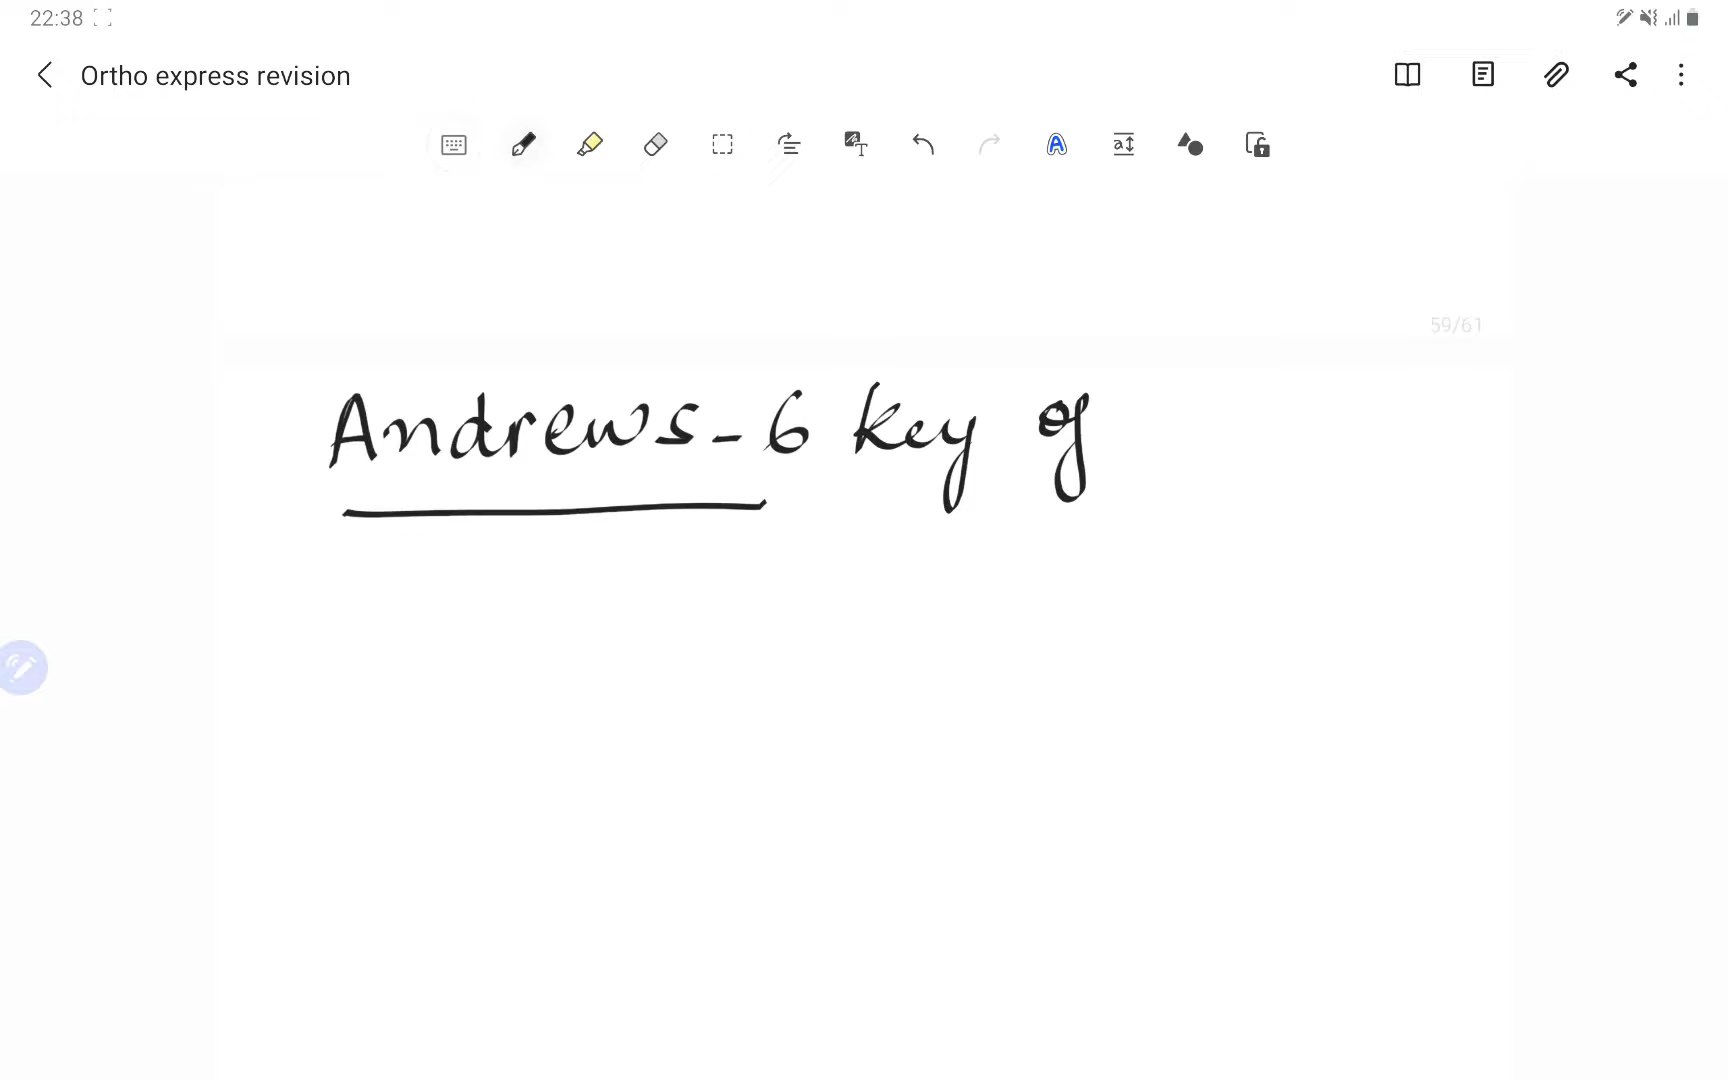 22:38
Ortho express revision
59/61
Andrews - 6 key of